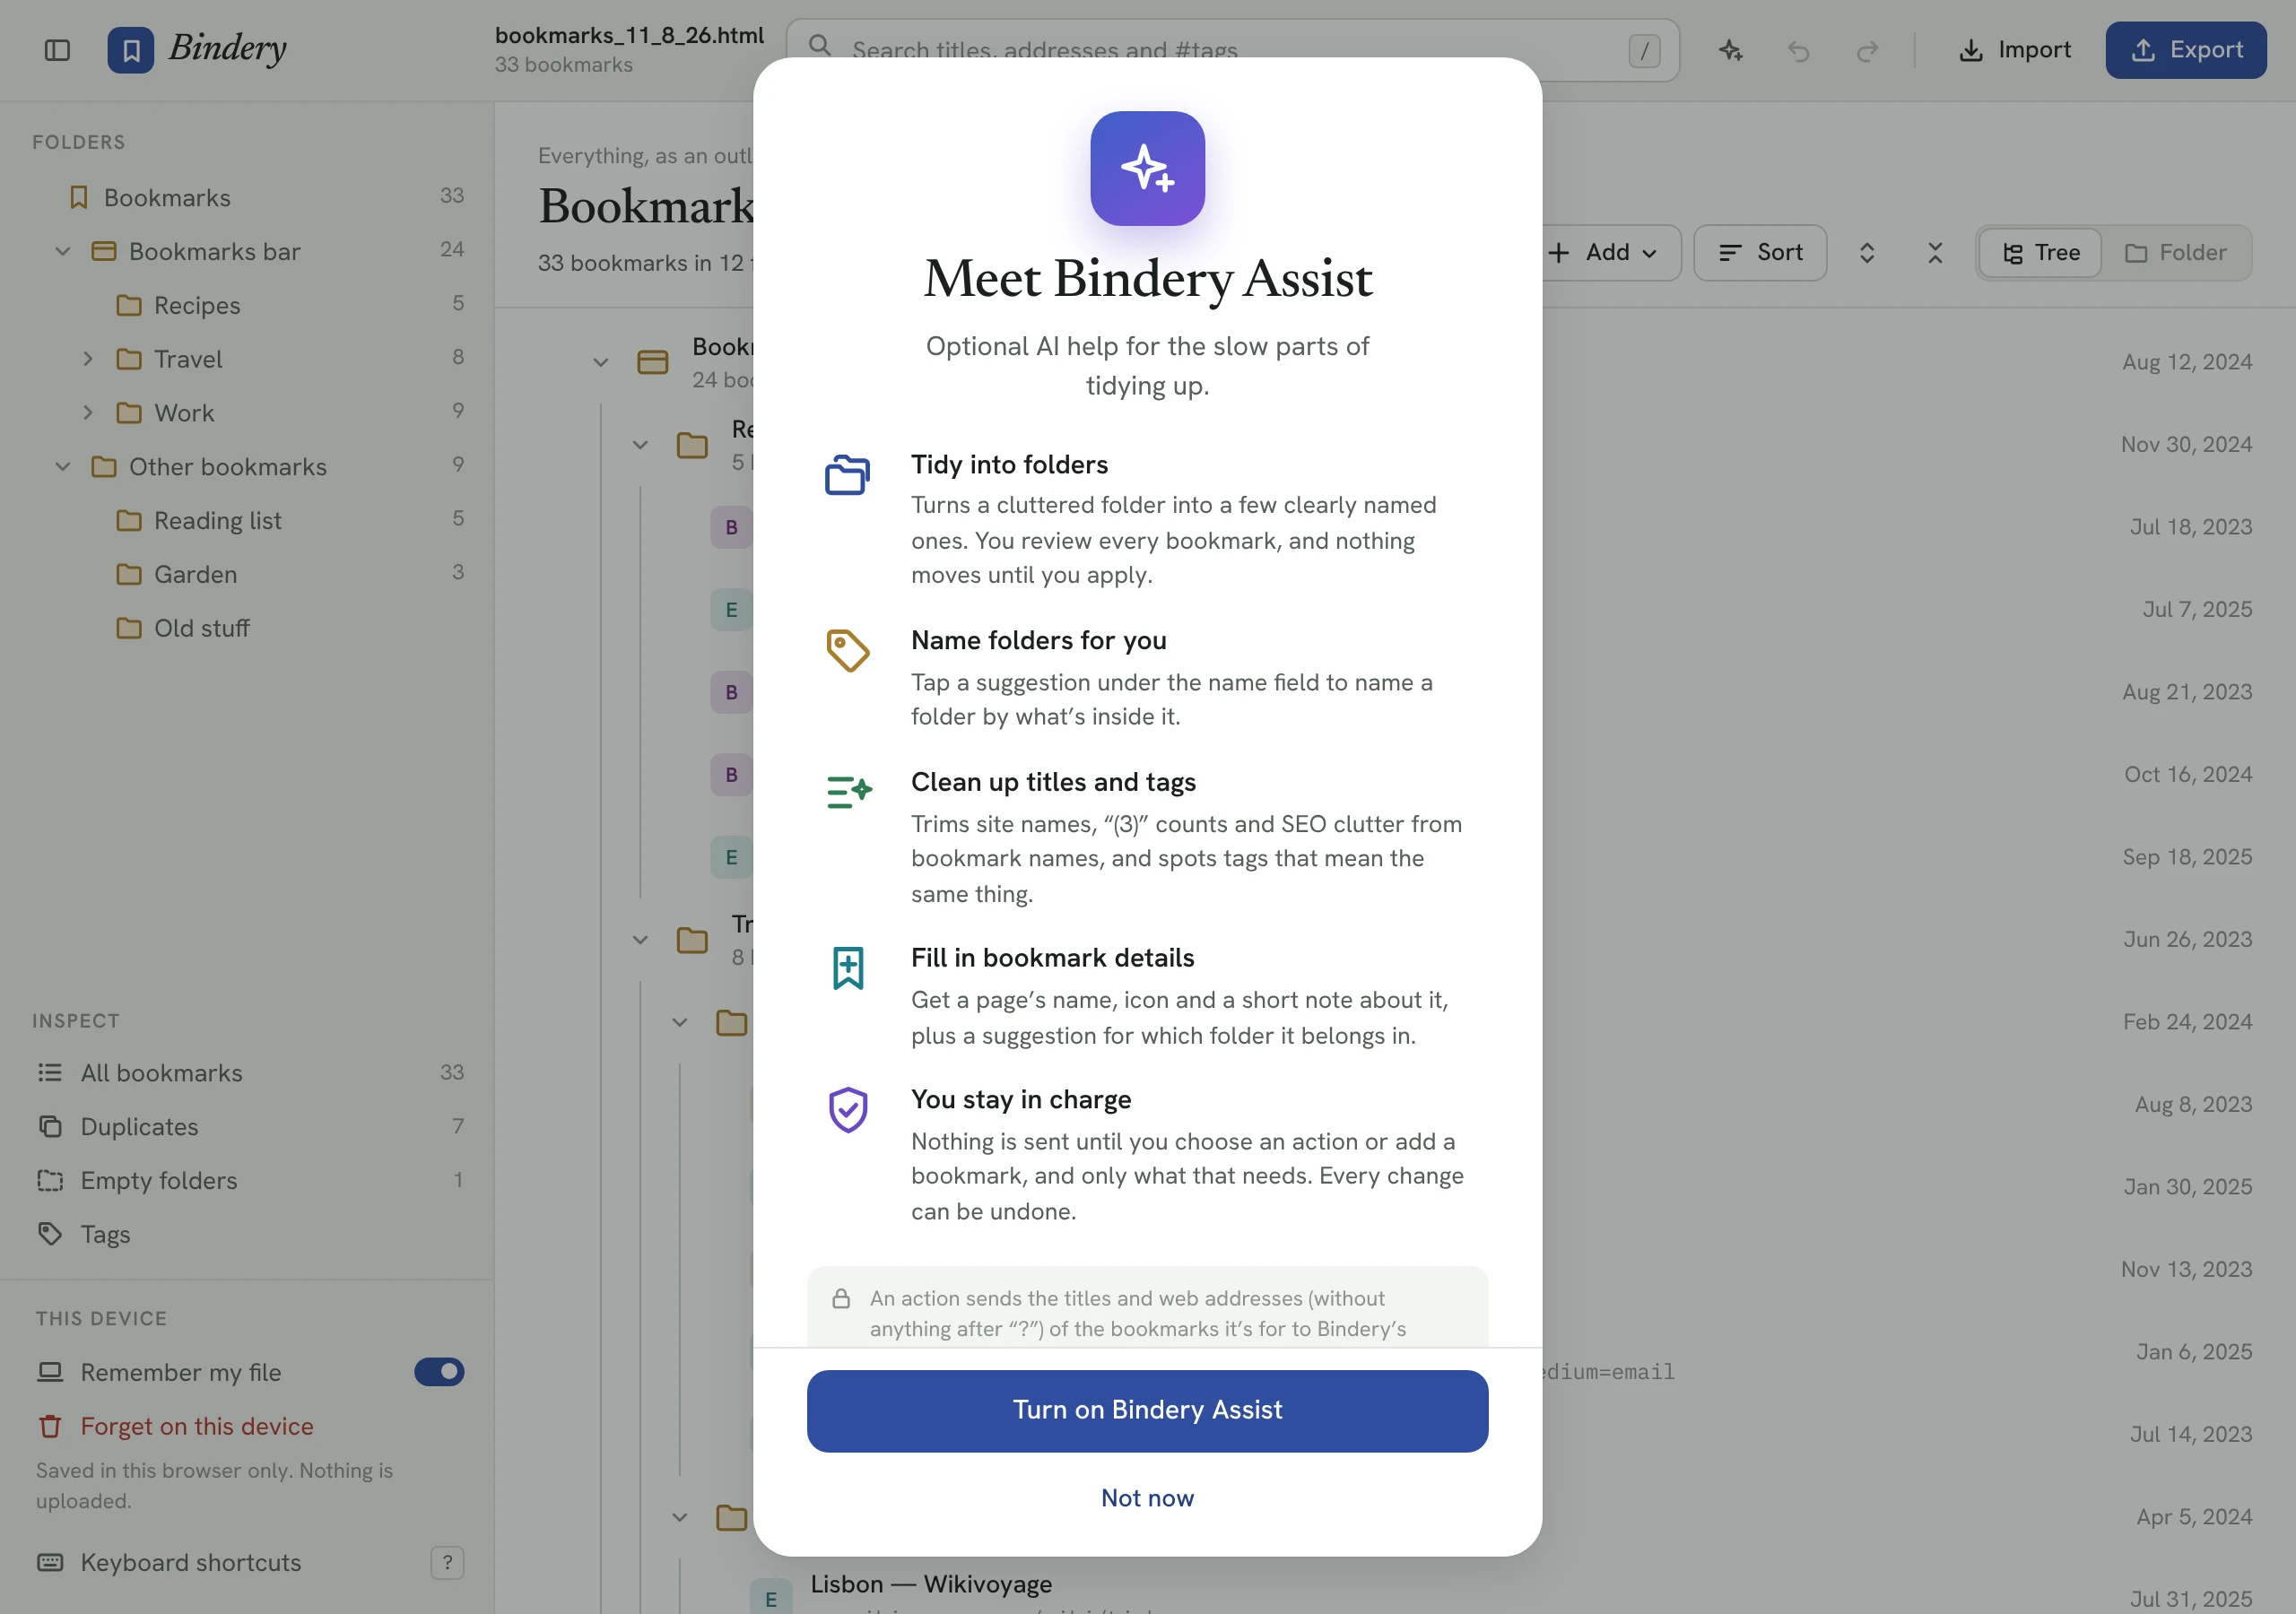 Bindery
bookmarks_11_8_26.html
33 bookmarks
Search titles, addresses and #tags
/
Import
Export
FOLDERS
Bookmarks 33
Bookmarks bar 24
Recipes 5
Travel 8
Work 9
Other bookmarks 9
Reading list 5
Garden 3
Old stuff
INSPECT
All bookmarks 33
Duplicates 7
Empty folders 1
Tags
THIS DEVICE
Remember my file
Forget on this device
Saved in this browser only. Nothing is
uploaded.
Keyboard shortcuts ?
Everything, as an
Bookmark
33 bookmarks in 12
Add
Sort
Tree
Folder
24
5
B
E
B
B
E
8
Aug 12, 2024
Nov 30, 2024
Jul 18, 2023
Jul 7, 2025
Aug 21, 2023
Oct 16, 2024
Sep 18, 2025
Jun 26, 2023
Feb 24, 2024
Aug 8, 2023
Jan 30, 2025
Nov 13, 2023
Jan 6, 2025
edium=email
Jul 14, 2023
Apr 5, 2024
E
Lisbon — Wikivoyage
Jul 31, 2025
Meet Bindery Assist
Optional AI help for the slow parts of
tidying up.
Tidy into folders
Turns a cluttered folder into a few clearly named
ones. You review every bookmark, and nothing
moves until you apply.
Name folders for you
Tap a suggestion under the name field to name a
folder by what’s inside it.
Clean up titles and tags
Trims site names, “(3)” counts and SEO clutter from
bookmark names, and spots tags that mean the
same thing.
Fill in bookmark details
Get a page’s name, icon and a short note about it,
plus a suggestion for which folder it belongs in.
You stay in charge
Nothing is sent until you choose an action or add a
bookmark, and only what that needs. Every change
can be undone.
An action sends the titles and web addresses (without
anything after “?”) of the bookmarks it’s for to Bindery’s
Turn on Bindery Assist
Not now